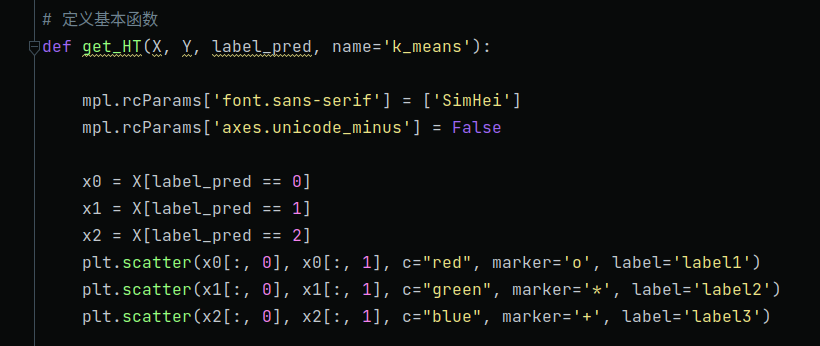 # 定义基本函数
def get_HT(X, Y, label_pred, name='k_means'):
mpl.rcParams['font.sans-serif'] = ['SimHei']
mpl.rcParams['axes.unicode_minus'] = False
x0 = X[label_pred == 0]
x1 = X[label_pred == 1]
x2 = X[label_pred == 2]
plt.scatter(x0[:, 0], x0[:, 1], c="red", marker='o', label='label1')
plt.scatter(x1[:, 0], x1[:, 1], c="green", marker='*', label='label2')
plt.scatter(x2[:, 0], x2[:, 1], c="blue", marker='+', label='label3')